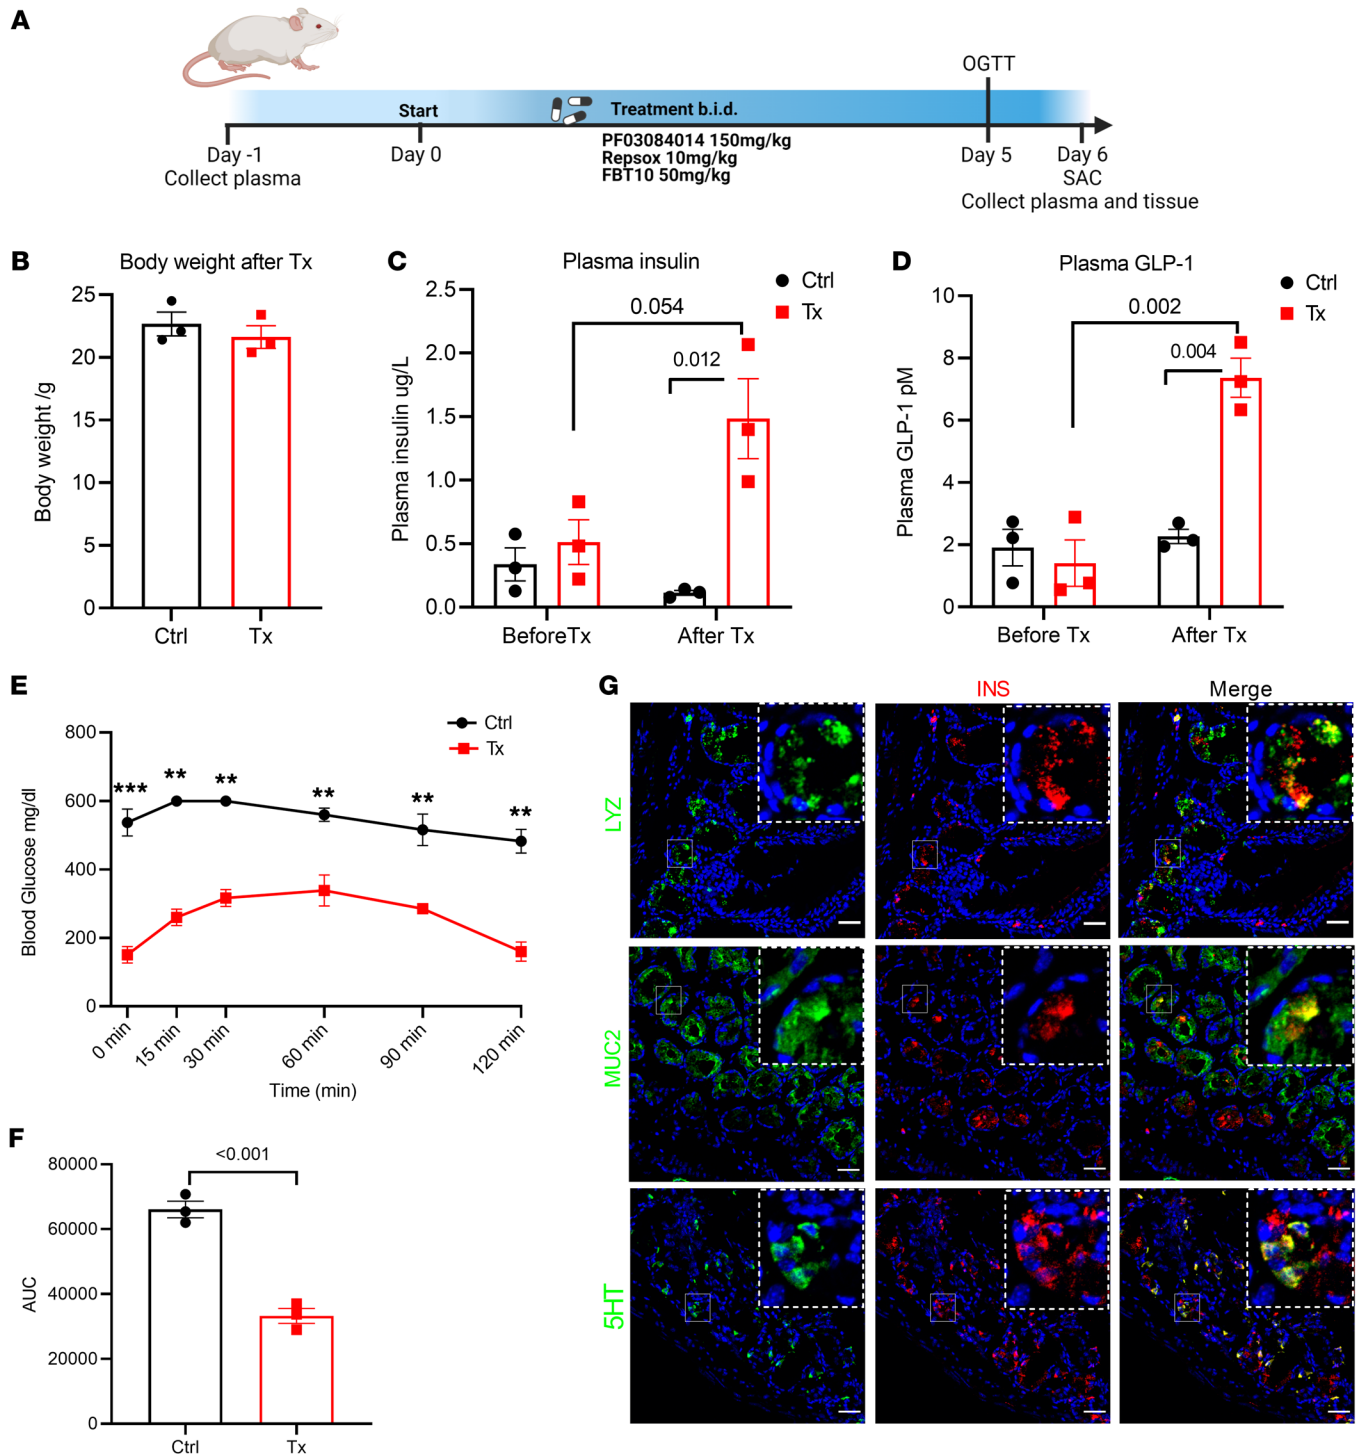 A
OGTT
Start
Treatment b.i.d.
PF03084014 150mg/kg
Repsox 10mg/kg
FBT10 50mg/kg
Day -1
Collect plasma
Day 0
Day 5
Day 6
SAC
Collect plasma and tissue
B
Body weight after Tx
Body weight /g
25
20
15
10
5
0
Ctrl
Tx
C
Plasma insulin
Ctrl
Tx
Plasma insulin ug/L
2.5
2.0
1.5
1.0
0.5
0.0
0.054
0.012
BeforeTx
After Tx
D
Plasma GLP-1
Ctrl
Tx
Plasma GLP-1 pM
10
8
6
4
2
0
0.002
0.004
Before Tx
After Tx
E
Ctrl
Tx
Blood Glucose mg/dl
800
600
400
200
0
***
**
**
**
**
**
0 min
15 min
30 min
60 min
90 min
120 min
Time (min)
F
AUC
80000
60000
40000
20000
0
<0.001
Ctrl
Tx
G
INS
Merge
LYZ
MUC2
5HT